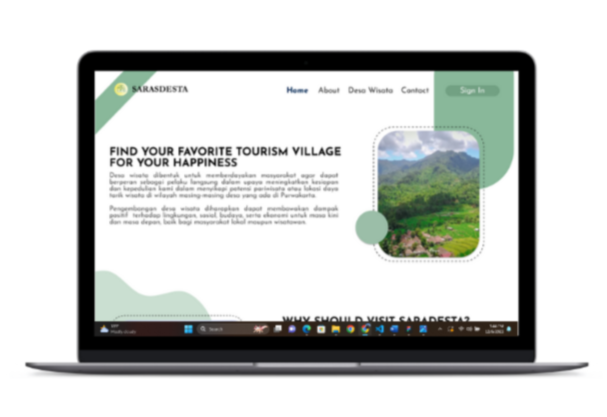 SARASDESTA
Home About Desa Wisata Contact Sign In
FIND YOUR FAVORITE TOURISM VILLAGE
FOR YOUR HAPPINESS
Desa wisata dibentuk untuk memberdayakan masyarakat agar dapat
berperan sebagai pelaku langsung dalam upaya meningkatkan kesiapan
dan kepedulian kami dalam menyikapi potensi pariwisata atau lokasi daya
tarik wisata di wilayah masing-masing desa yang ada di Purwakarta.
Pengembangan desa wisata diharapkan dapat membawakan dampak
positif terhadap lingkungan, sosial, budaya, serta ekonomi untuk masa kini
dan masa depan, baik bagi masyarakat lokal maupun wisatawan.
WHY SHOULD VISIT SARADESTA?
Search